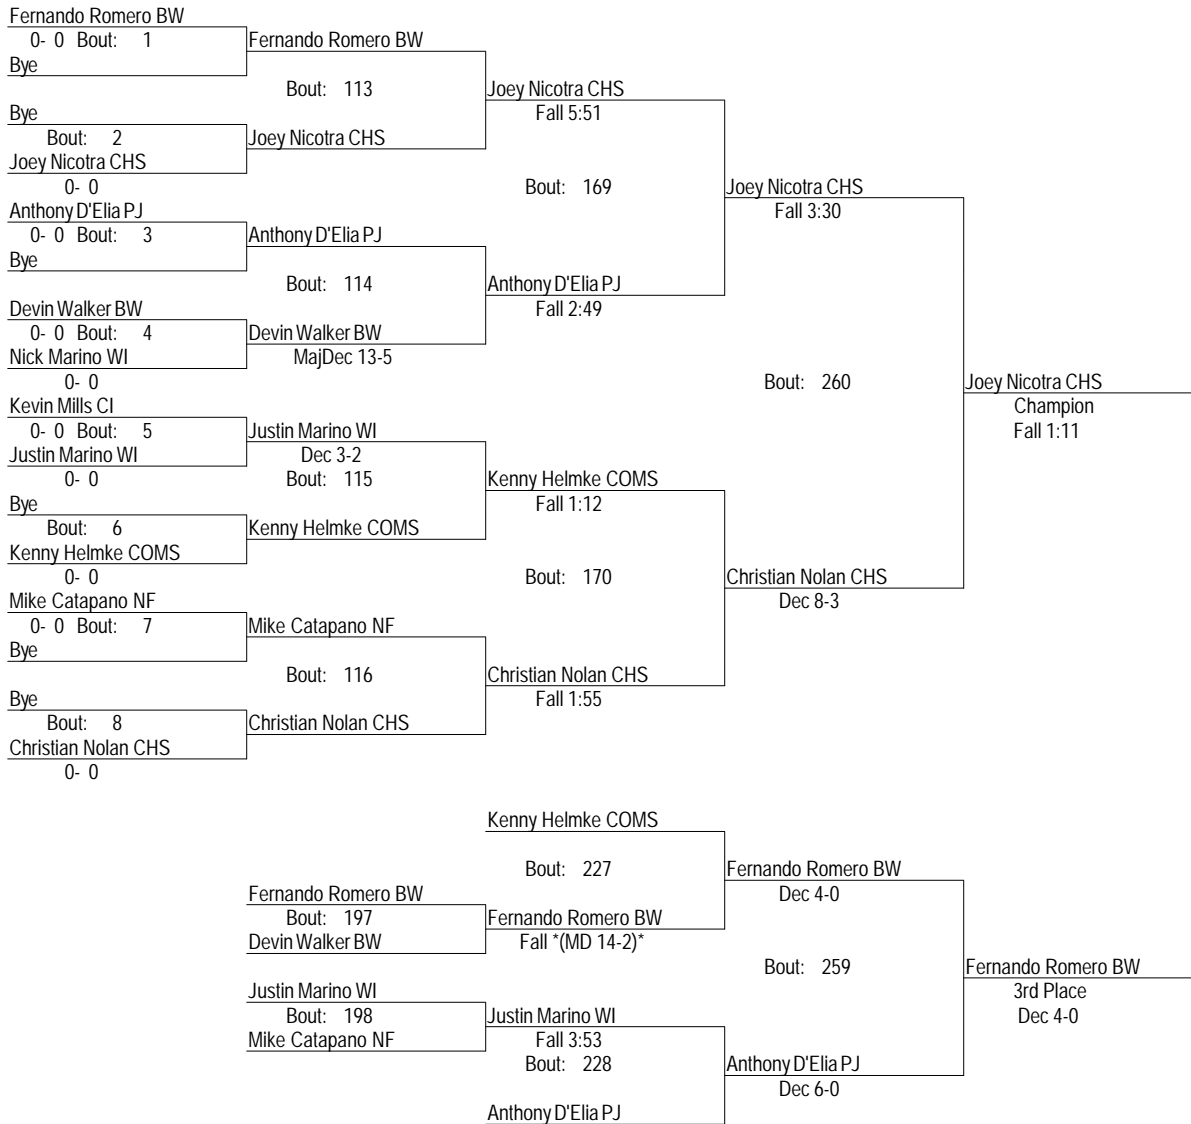 Fernando Romero BW
0- 0 Bout: 1
Fernando Romero BW
Bye
Bout: 113
Joey Nicotra CHS
Bye
Fall 5:51
Bout: 2
Joey Nicotra CHS
Joey Nicotra CHS
0- 0
Bout: 169
Joey Nicotra CHS
Anthony D'Elia PJ
Fall 3:30
0- 0 Bout: 3
Anthony D'Elia PJ
Bye
Bout: 114
Anthony D'Elia PJ
Devin Walker BW
Fall 2:49
0- 0 Bout: 4
Devin Walker BW
Nick Marino WI
MajDec 13-5
0- 0
Bout: 260
Joey Nicotra CHS
Kevin Mills CI
Champion
0- 0 Bout: 5
Justin Marino WI
Fall 1:11
Justin Marino WI
Dec 3-2
0- 0
Bout: 115
Kenny Helmke COMS
Bye
Fall 1:12
Bout: 6
Kenny Helmke COMS
Kenny Helmke COMS
0- 0
Bout: 170
Christian Nolan CHS
Mike Catapano NF
Dec 8-3
0- 0 Bout: 7
Mike Catapano NF
Bye
Bout: 116
Christian Nolan CHS
Bye
Fall 1:55
Bout: 8
Christian Nolan CHS
Christian Nolan CHS
0- 0
Kenny Helmke COMS
Bout: 227
Fernando Romero BW
Fernando Romero BW
Dec 4-0
Bout: 197
Fernando Romero BW
Devin Walker BW
Fall *(MD 14-2)*
Bout: 259
Fernando Romero BW
Justin Marino WI
3rd Place
Bout: 198
Justin Marino WI
Dec 4-0
Mike Catapano NF
Fall 3:53
Bout: 228
Anthony D'Elia PJ
Dec 6-0
Anthony D'Elia PJ